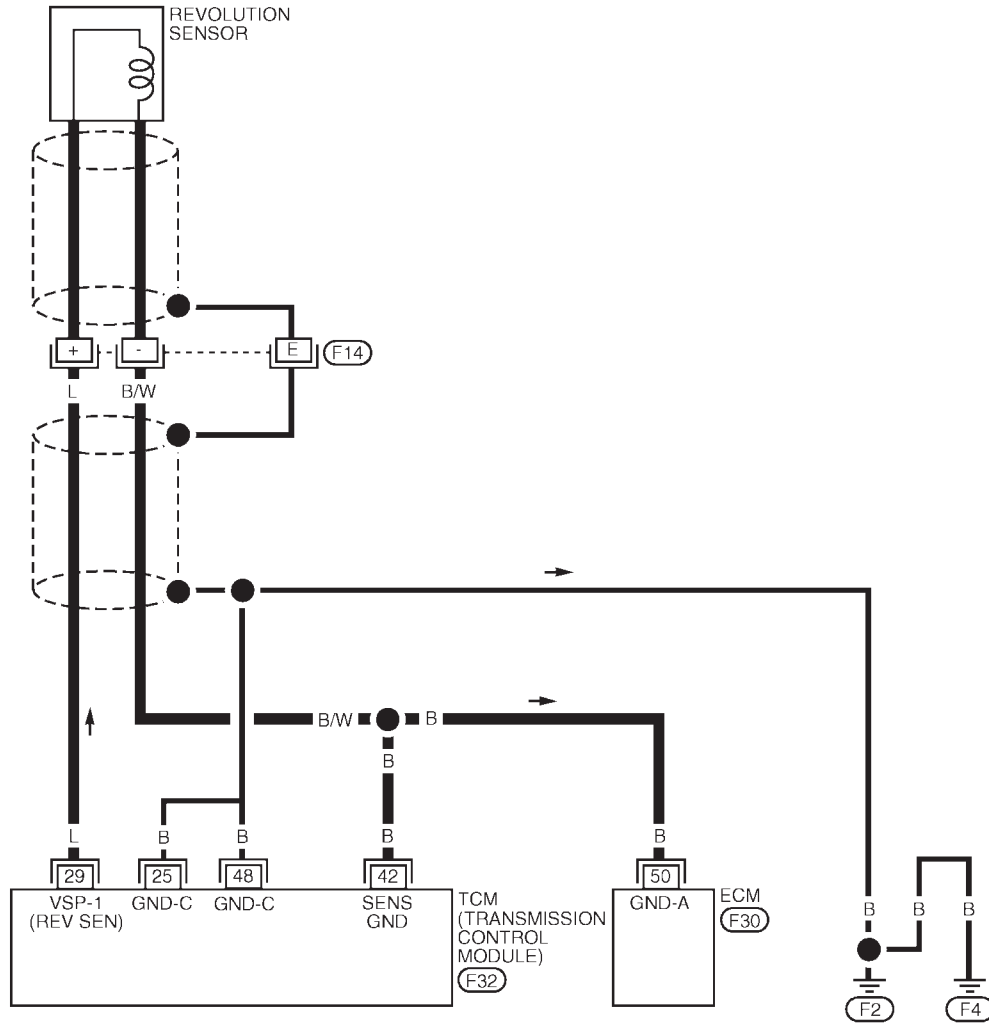 REVOLUTION
SENSOR
+
-
E
F14
L
B/W
B/W
B
B
L
B
B
B
B
B
B
B
29
25
48
42
50
VSP-1
(REV SEN)
GND-C
GND-C
SENS
GND
TCM
(TRANSMISSION
CONTROL
MODULE)
F32
GND-A
ECM
F30
F2
F4